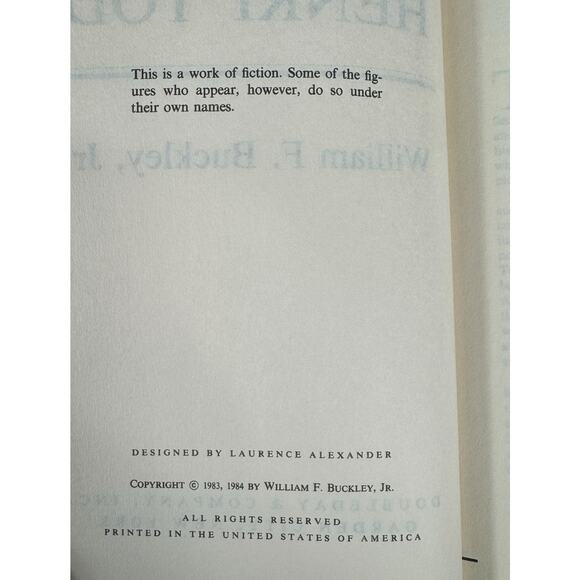 This is a work of fiction. Some of the fig-
ures who appear, however, do so under
their own names.
DESIGNED BY LAURENCE ALEXANDER
COPYRIGHT © 1983, 1984 BY WILLIAM F. BUCKLEY, JR.
ALL RIGHTS RESERVED
PRINTED IN THE UNITED STATES OF AMERICA